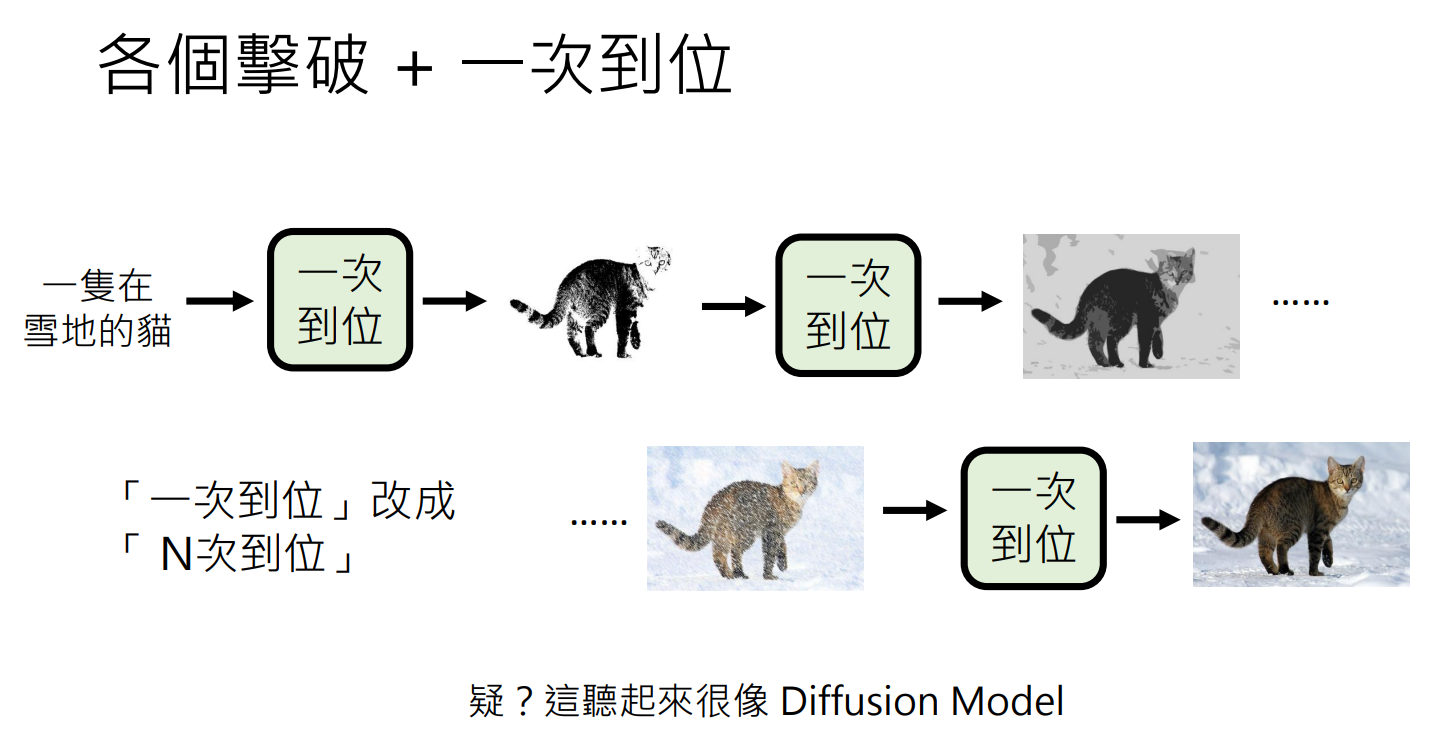 各個擊破 + 一次到位
一隻在
雪地的貓
一次
到位
一次
到位
……
「一次到位」改成
「 N次到位」
……
一次
到位
疑？這聽起來很像 Diffusion Model